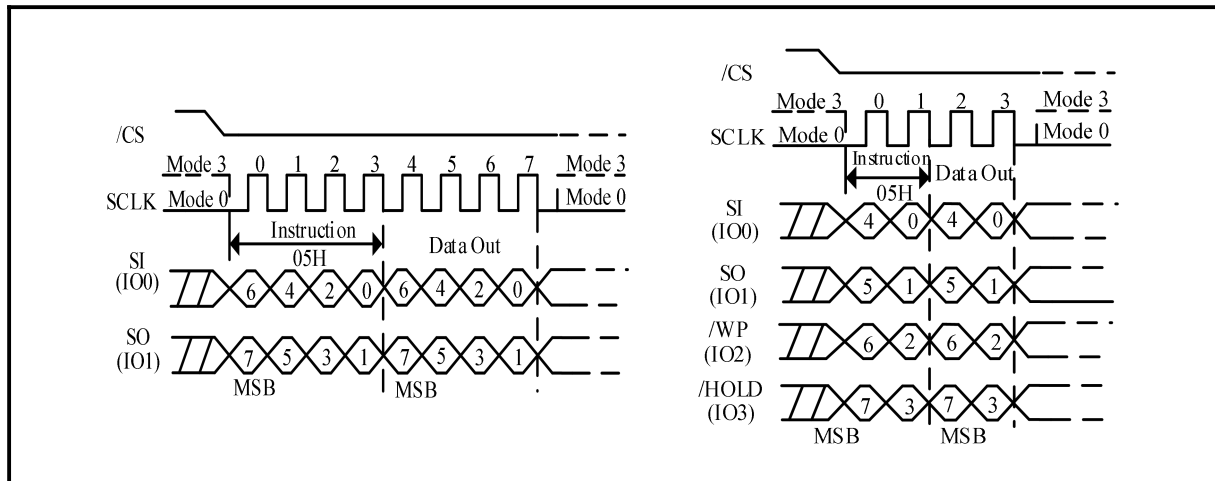 /CS
Mode 3 0 1 2 3 4 5 6 7 Mode 3
SCLK Mode 0 Mode 0
Instruction
05H
Data Out
SI
(IO0)
6 4 2 0 6 4 2 0
SO
(IO1)
7 5 3 1 7 5 3 1
MSB MSB
/CS
Mode 3 0 1 2 3 Mode 3
SCLK Mode 0 Mode 0
Instruction
05H
Data Out
SI
(IO0)
4 0 4 0
SO
(IO1)
5 1 5 1
/WP
(IO2)
6 2 6 2
/HOLD
(IO3)
7 3 7 3
MSB MSB